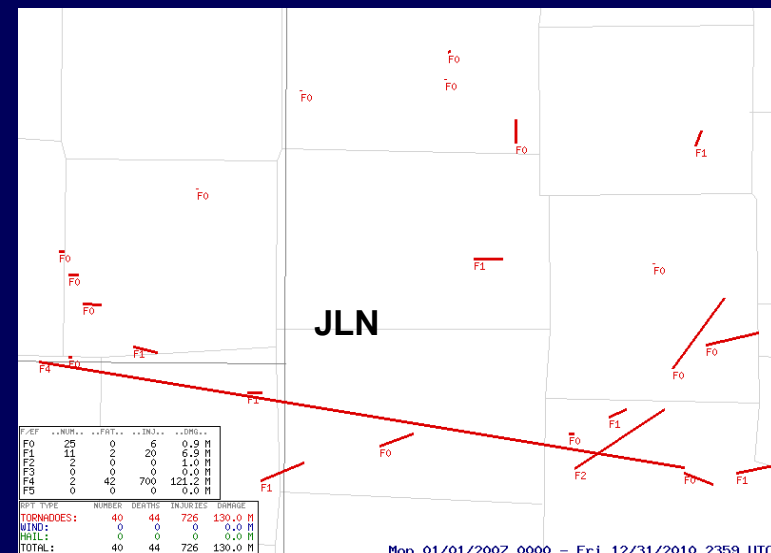 F0
F0
F0
F0
F1
F0
F0
F0
F1
F0
F0
JLN
F1
F0
F4
F0
F0
F1
F1
F0
F0
F/EF ..NUM.. ..FAT.. ..INJ.. ..DMG..
F0 25 0 6 0.9 M
F1 11 2 20 6.9 M
F2 2 0 0 1.0 M
F3 0 0 0 0.0 M
F4 2 42 700 121.2 M
F5 0 0 0 0.0 M
F1
F2
F0
F1
RPT TYPE NUMBER DEATHS INJURIES DAMAGE
TORNADOES: 40 44 726 130.0 M
WIND: 0 0 0 0.0 M
HAIL: 0 0 0 0.0 M
TOTAL: 40 44 726 130.0 M
Mon 01/01/2007 0000 – Fri 12/31/2010 2359 UTC